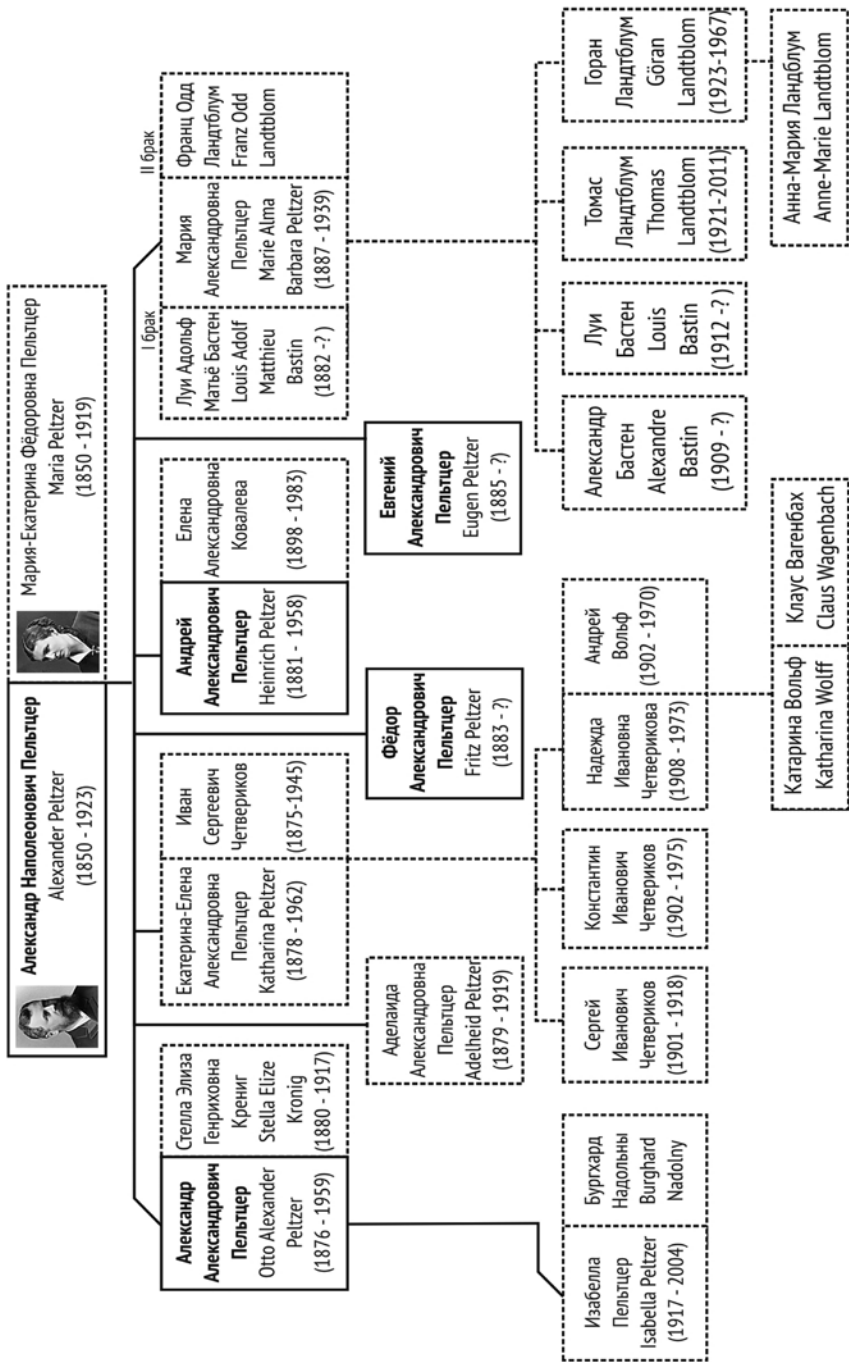 Александр Наполеонович Пельтцер
Alexander Peltzer
(1850 - 1923)
Мария-Екатерина Фёдоровна Пельтцер
Maria Peltzer
(1850 - 1919)
Александр
Александрович
Пельтцер
Otto Alexander
Peltzer
(1876 - 1959)
Стелла Элиза
Генриховна
Крениг
Stella Elize
Kronig
(1880 - 1917)
Екатерина-Елена
Александровна
Пельтцер
Katharina Peltzer
(1878 - 1962)
Иван
Сергеевич
Четвериков
(1875-1945)
Андрей
Александрович
Пельтцер
Heinrich Peltzer
(1881 - 1958)
Елена
Александровна
Ковалева
(1898 - 1983)
I брак
Луи Адольф
Матьё Бастен
Louis Adolf
Matthieu
Bastin
(1882 -?)
Мария
Александровна
Пельтцер
Marie Alma
Barbara Peltzer
(1887 - 1939)
II брак
Франц Одд
Ландтблум
Franz Odd
Landtblom
Аделаида
Александровна
Пельтцер
Adelheid Peltzer
(1879 - 1919)
Фёдор
Александрович
Пельтцер
Fritz Peltzer
(1883 - ?)
Евгений
Александрович
Пельтцер
Eugen Peltzer
(1885 - ?)
Изабелла
Пельтцер
Isabella Peltzer
(1917 - 2004)
Бургхард
Надольны
Burghard
Nadolny
Сергей
Иванович
Четвериков
(1901 - 1918)
Константин
Иванович
Четвериков
(1902 - 1975)
Надежда
Ивановна
Четверикова
(1908 - 1973)
Андрей
Вольф
(1902 - 1970)
Александр
Бастен
Alexandre
Bastin
(1909 - ?)
Луи
Бастен
Louis
Bastin
(1912 -?)
Томас
Ландтблум
Thomas
Landtblom
(1921-2011)
Горан
Ландтблум
Göran
Landtblom
(1923-1967)
Катарина Вольф
Katharina Wolff
Клаус Вагенбах
Claus Wagenbach
Анна-Мария Ландблум
Anne-Marie Landtblom